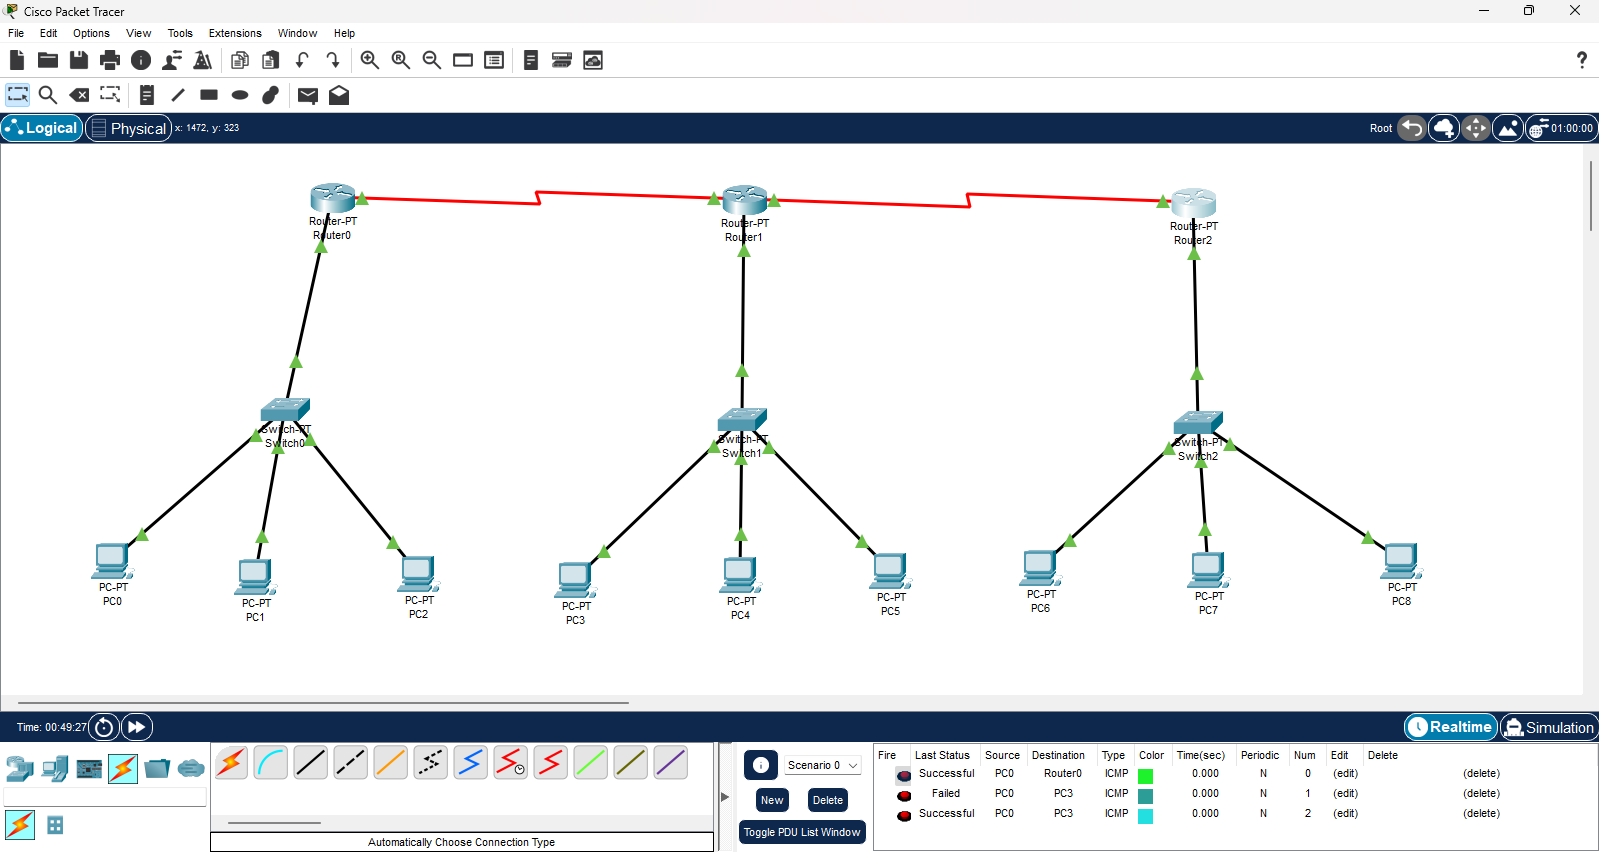 Cisco Packet Tracer
File Edit Options View Tools Extensions Window Help
Logical Physical x: 1472, y: 323 Root 01:00:00
Router-PT
Router0
Router-PT
Router1
Router-PT
Router2
Switch-PT
Switch0
Switch-PT
Switch1
Switch-PT
Switch2
PC-PT
PC0
PC-PT
PC1
PC-PT
PC2
PC-PT
PC3
PC-PT
PC4
PC-PT
PC5
PC-PT
PC6
PC-PT
PC7
PC-PT
PC8
Time: 00:49:27 Realtime Simulation
Automatically Choose Connection Type
Scenario 0
New Delete
Toggle PDU List Window
Fire Last Status Source Destination Type Color Time(sec) Periodic Num Edit Delete
Successful PC0 Router0 ICMP 0.000 N 0 (edit) (delete)
Failed PC0 PC3 ICMP 0.000 N 1 (edit) (delete)
Successful PC0 PC3 ICMP 0.000 N 2 (edit) (delete)